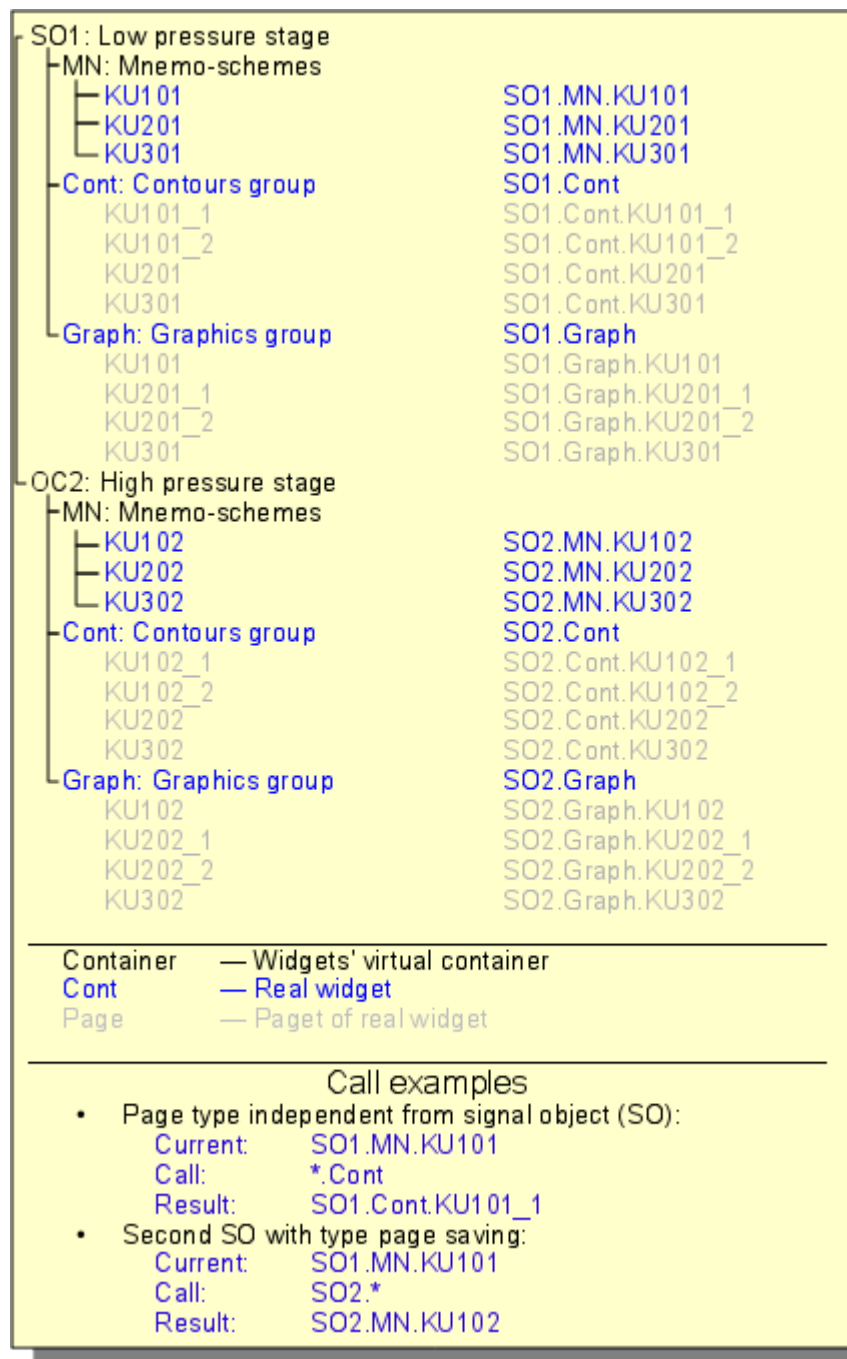 SO1: Low pressure stage
MN: Mnemo-schemes
KU101 SO1.MN.KU101
KU201 SO1.MN.KU201
KU301 SO1.MN.KU301
Cont: Contours group SO1.Cont
KU101_1 SO1.Cont.KU101_1
KU101_2 SO1.Cont.KU101_2
KU201 SO1.Cont.KU201
KU301 SO1.Cont.KU301
Graph: Graphics group SO1.Graph
KU101 SO1.Graph.KU101
KU201_1 SO1.Graph.KU201_1
KU201_2 SO1.Graph.KU201_2
KU301 SO1.Graph.KU301
OC2: High pressure stage
MN: Mnemo-schemes
KU102 SO2.MN.KU102
KU202 SO2.MN.KU202
KU302 SO2.MN.KU302
Cont: Contours group SO2.Cont
KU102_1 SO2.Cont.KU102_1
KU102_2 SO2.Cont.KU102_2
KU202 SO2.Cont.KU202
KU302 SO2.Cont.KU302
Graph: Graphics group SO2.Graph
KU102 SO2.Graph.KU102
KU202_1 SO2.Graph.KU202_1
KU202_2 SO2.Graph.KU202_2
KU302 SO2.Graph.KU302
Container — Widgets' virtual container
Cont — Real widget
Page — Paget of real widget
Call examples
• Page type independent from signal object (SO):
Current: SO1.MN.KU101
Call: *.Cont
Result: SO1.Cont.KU101_1
• Second SO with type page saving:
Current: SO1.MN.KU101
Call: SO2.*
Result: SO2.MN.KU102